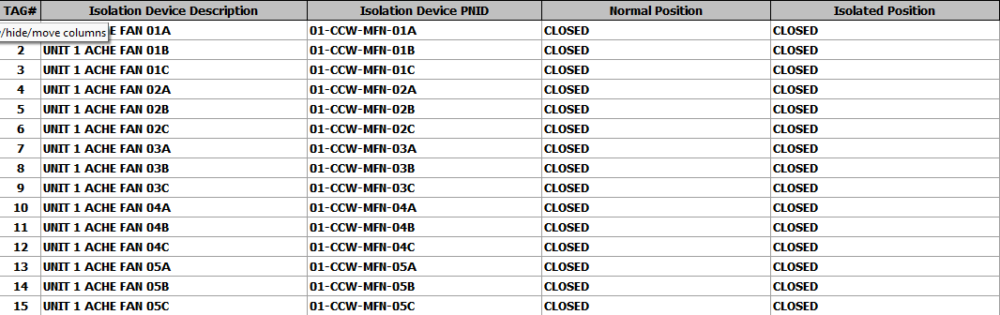 TAG# Isolation Device Description Isolation Device PNID Normal Position Isolated Position
/hide/move columns FAN 01A 01-CCW-MFN-01A CLOSED CLOSED
2 UNIT 1 ACHE FAN 01B 01-CCW-MFN-01B CLOSED CLOSED
3 UNIT 1 ACHE FAN 01C 01-CCW-MFN-01C CLOSED CLOSED
4 UNIT 1 ACHE FAN 02A 01-CCW-MFN-02A CLOSED CLOSED
5 UNIT 1 ACHE FAN 02B 01-CCW-MFN-02B CLOSED CLOSED
6 UNIT 1 ACHE FAN 02C 01-CCW-MFN-02C CLOSED CLOSED
7 UNIT 1 ACHE FAN 03A 01-CCW-MFN-03A CLOSED CLOSED
8 UNIT 1 ACHE FAN 03B 01-CCW-MFN-03B CLOSED CLOSED
9 UNIT 1 ACHE FAN 03C 01-CCW-MFN-03C CLOSED CLOSED
10 UNIT 1 ACHE FAN 04A 01-CCW-MFN-04A CLOSED CLOSED
11 UNIT 1 ACHE FAN 04B 01-CCW-MFN-04B CLOSED CLOSED
12 UNIT 1 ACHE FAN 04C 01-CCW-MFN-04C CLOSED CLOSED
13 UNIT 1 ACHE FAN 05A 01-CCW-MFN-05A CLOSED CLOSED
14 UNIT 1 ACHE FAN 05B 01-CCW-MFN-05B CLOSED CLOSED
15 UNIT 1 ACHE FAN 05C 01-CCW-MFN-05C CLOSED CLOSED